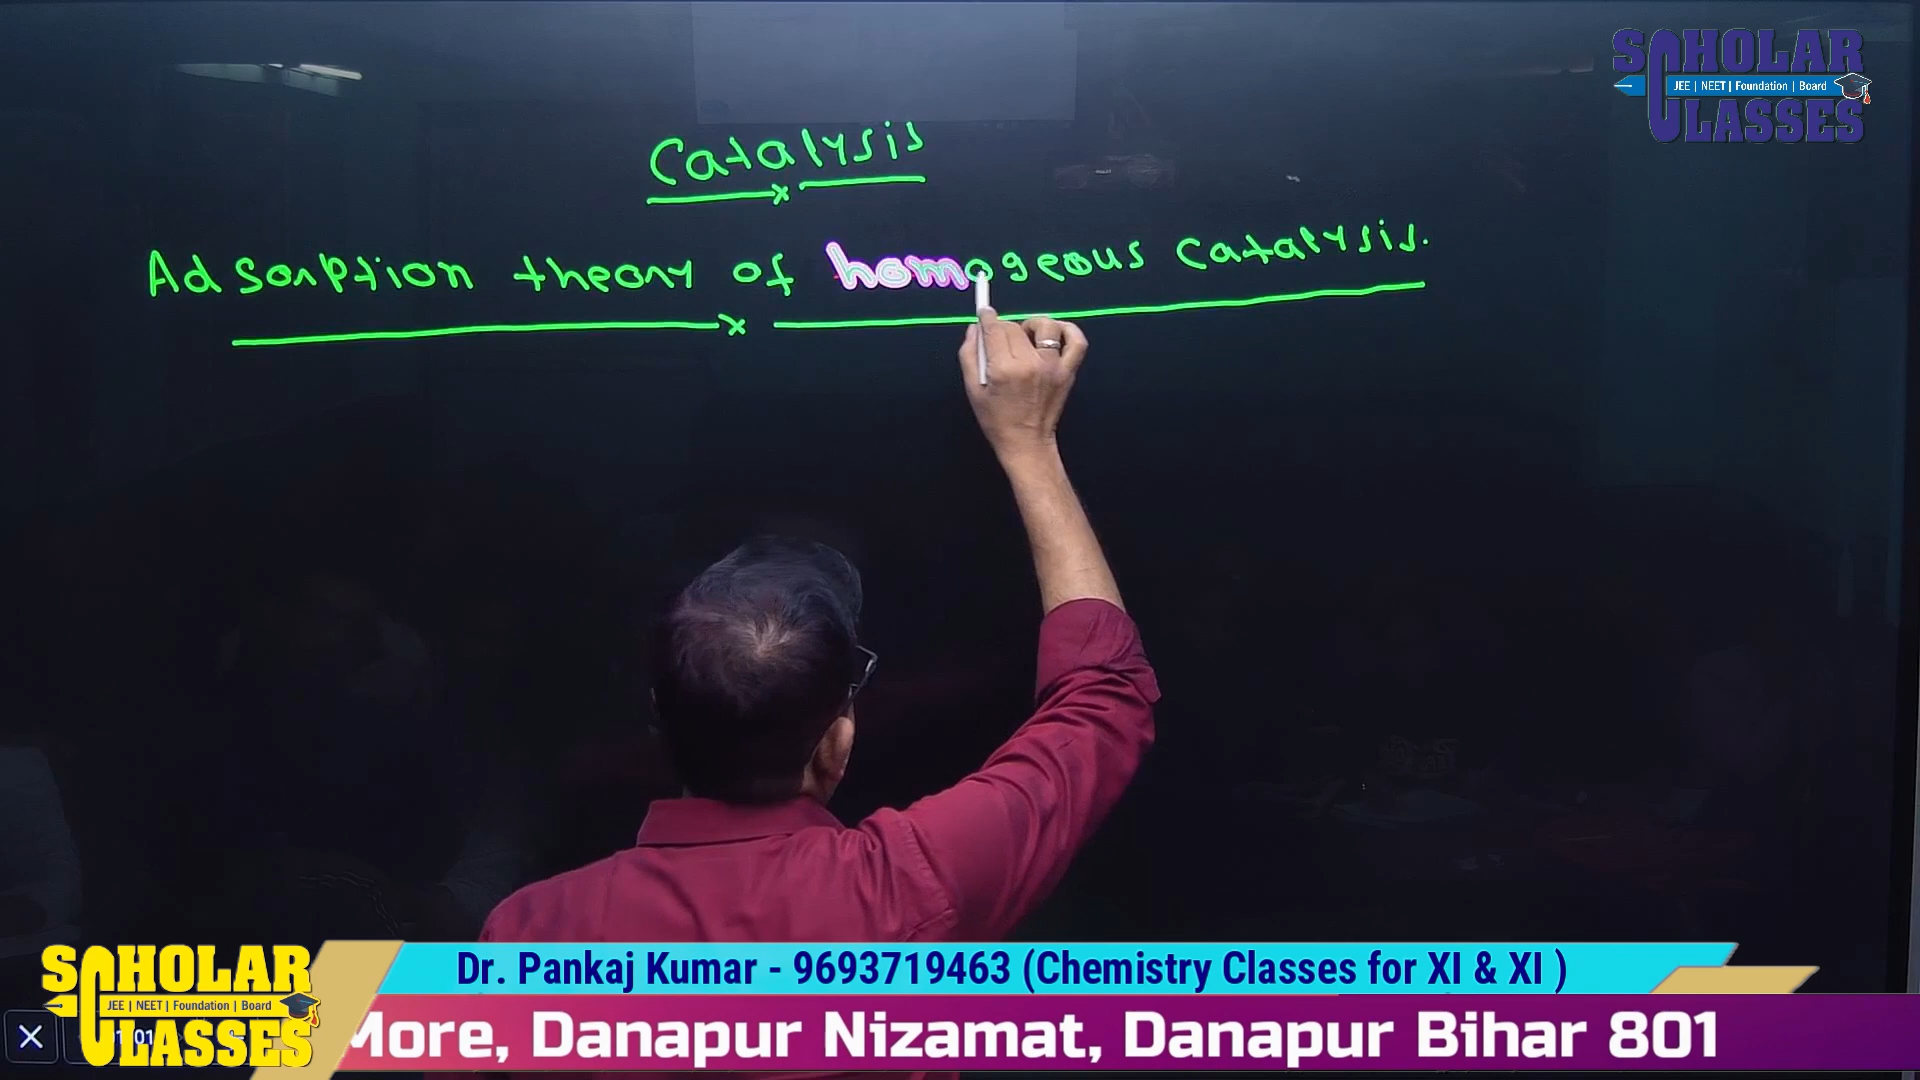 SCHOLAR
JEE | NEET | Foundation | Board
CLASSES
Catalysis
Adsorption theory of homogeous catalysis.
SCHOLAR
JEE | NEET | Foundation | Board
CLASSES
Dr. Pankaj Kumar - 9693719463 (Chemistry Classes for XI & XI )
More, Danapur Nizamat, Danapur Bihar 801